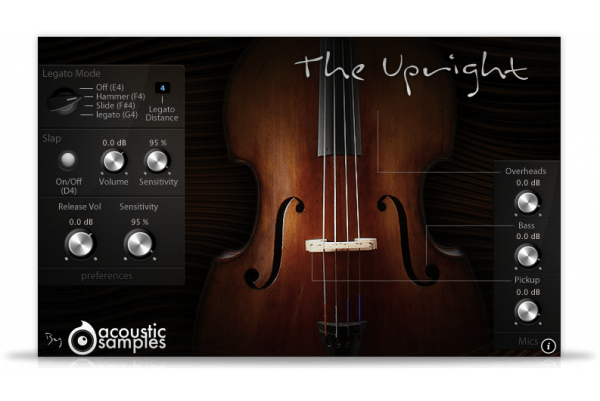 The Upright
Legato Mode
Off (E4)
Hammer (F4)
Slide (F#4)
legato (G4)
4
Legato
Distance
Slap
On/Off
(D4)
0.0 dB
Volume
95 %
Sensitivity
Release Vol
0.0 dB
Sensitivity
95 %
preferences
Overheads
0.0 dB
Bass
0.0 dB
Pickup
0.0 dB
Mics
i
acoustic
samples